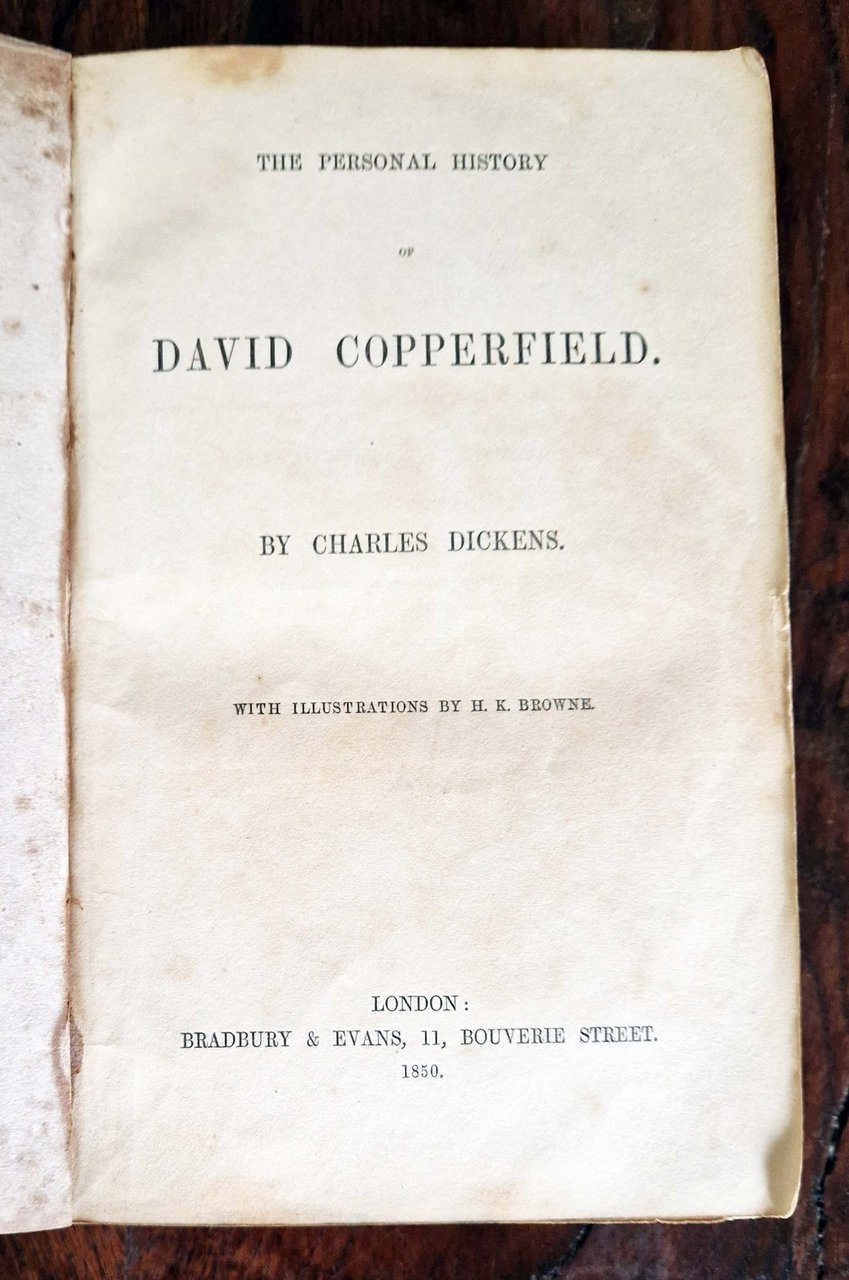 THE PERSONAL HISTORY
OF
DAVID COPPERFIELD.
BY CHARLES DICKENS.
WITH ILLUSTRATIONS BY H. K. BROWNE.
LONDON:
BRADBURY & EVANS, 11, BOUVERIE STREET.
1850.